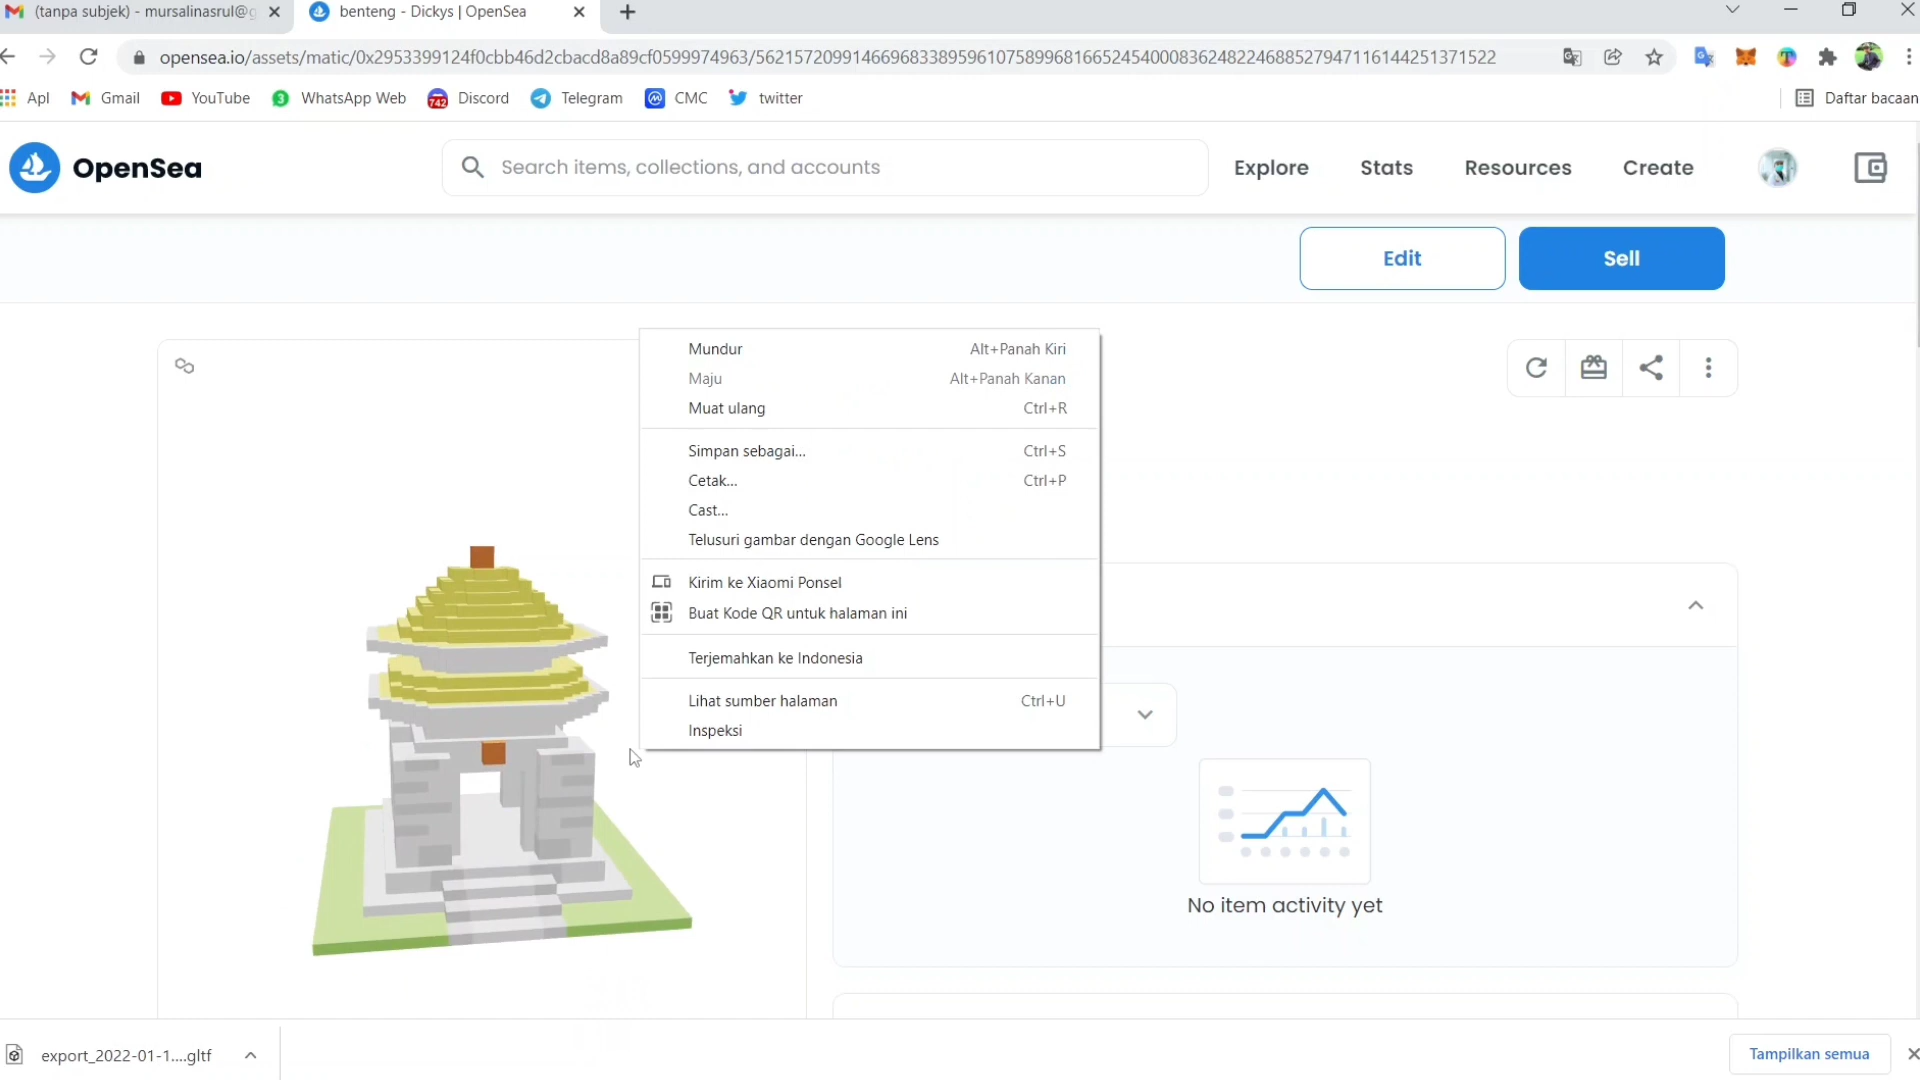 (tanpa subjek) - mursalinasrul@g
benteng - Dickys | OpenSea
opensea.io/assets/matic/0x2953399124f0cbb46d2cbacd8a89cf0599974963/56215720991466968338959610758996816652454000836248224688527947116144251371522
Apl
Gmail
YouTube
3
WhatsApp Web
742
Discord
Telegram
CMC
twitter
Daftar bacaan
OpenSea
Search items, collections, and accounts
Explore
Stats
Resources
Create
Edit
Sell
Mundur Alt+Panah Kiri
Maju Alt+Panah Kanan
Muat ulang Ctrl+R
Simpan sebagai... Ctrl+S
Cetak... Ctrl+P
Cast...
Telusuri gambar dengan Google Lens
Kirim ke Xiaomi Ponsel
Buat Kode QR untuk halaman ini
Terjemahkan ke Indonesia
Lihat sumber halaman Ctrl+U
Inspeksi
No item activity yet
export_2022-01-1....gltf
Tampilkan semua